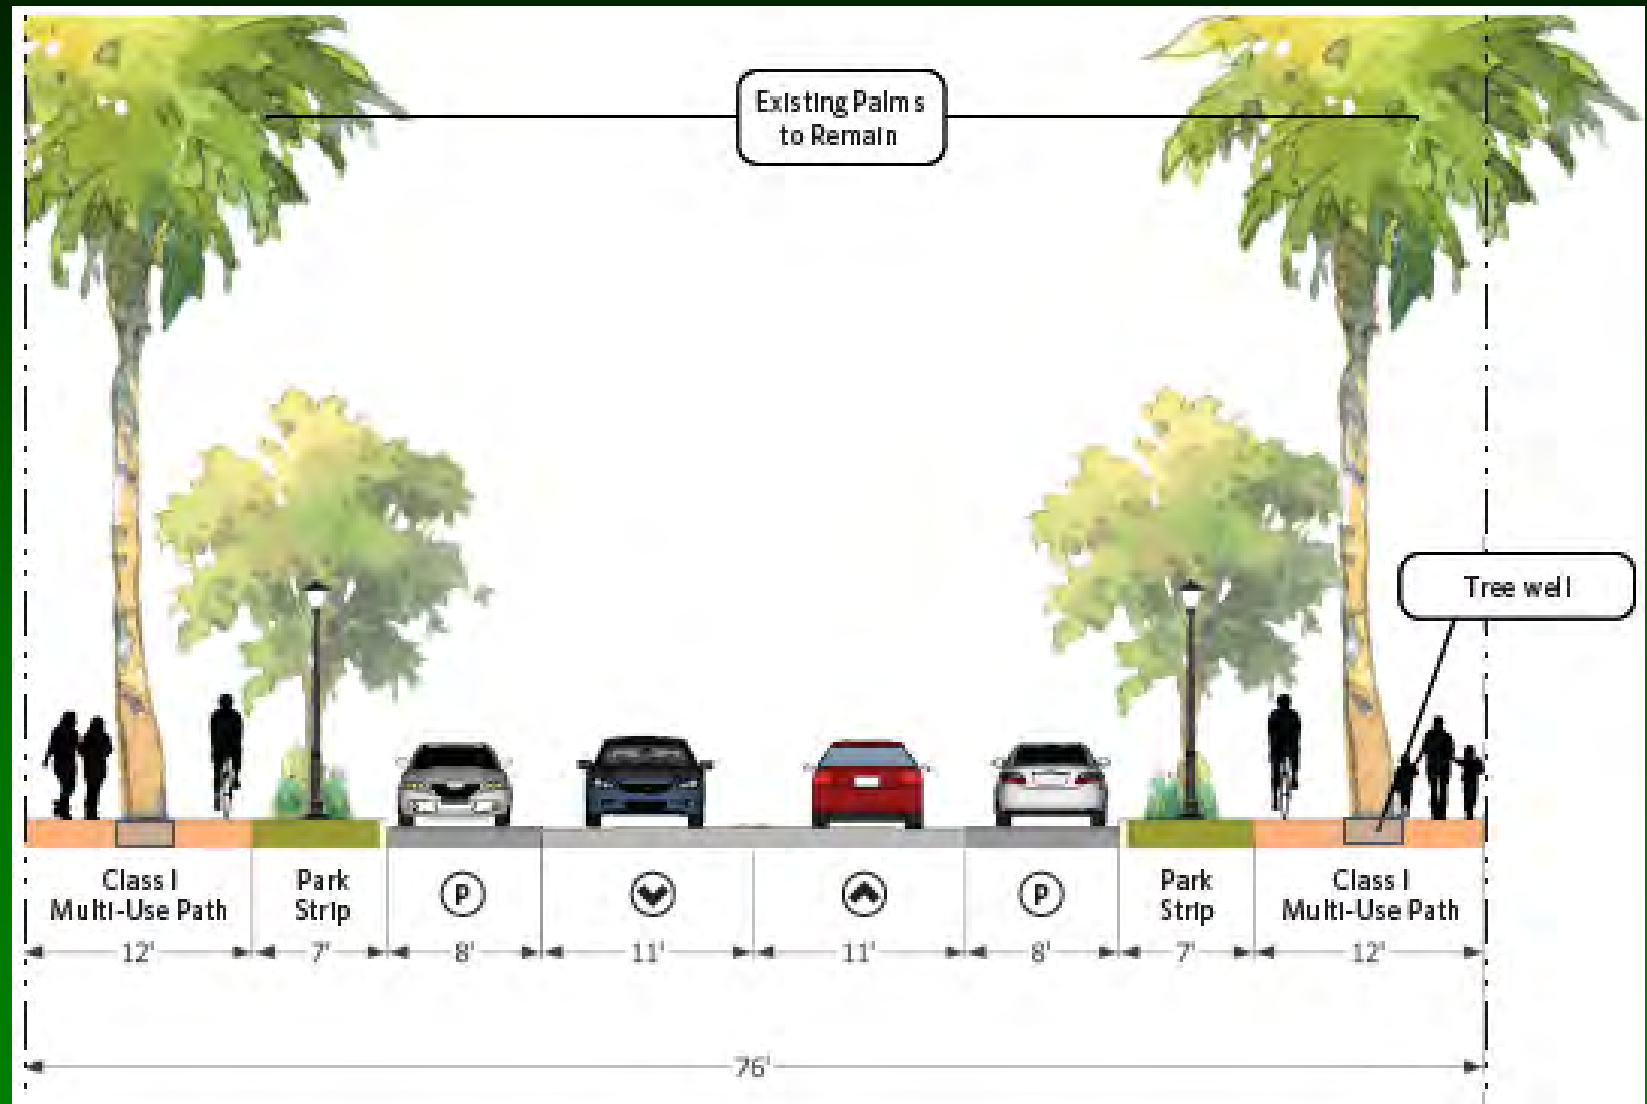 Existing Palms
to Remain
Tree well
Class I
Multi-Use Path
Park
Strip
P
P
Park
Strip
Class I
Multi-Use Path
12'
7'
8'
11'
11'
8'
7'
12'
76'